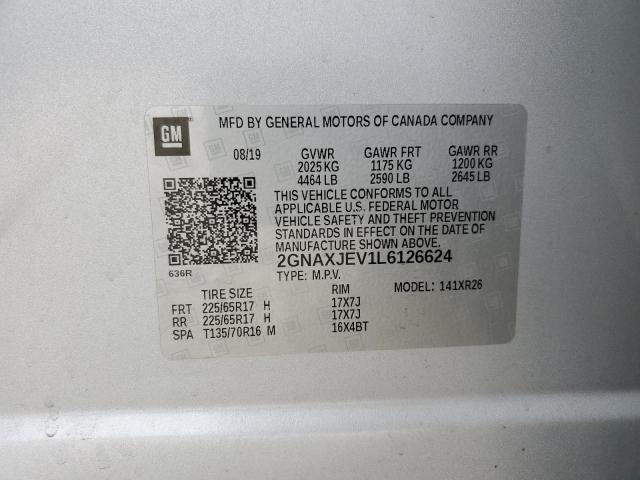 GM
MFD BY GENERAL MOTORS OF CANADA COMPANY
08/19 GVWR GAWR FRT GAWR RR
2025 KG 1175 KG 1200 KG
4464 LB 2590 LB 2645 LB
THIS VEHICLE CONFORMS TO ALL
APPLICABLE U.S. FEDERAL MOTOR
VEHICLE SAFETY AND THEFT PREVENTION
STANDARDS IN EFFECT ON THE DATE OF
MANUFACTURE SHOWN ABOVE.
636R
2GNAXJEV1L6126624
TYPE: M.P.V.
TIRE SIZE RIM MODEL: 141XR26
FRT 225/65R17 H 17X7J
RR 225/65R17 H 17X7J
SPA T135/70R16 M 16X4BT